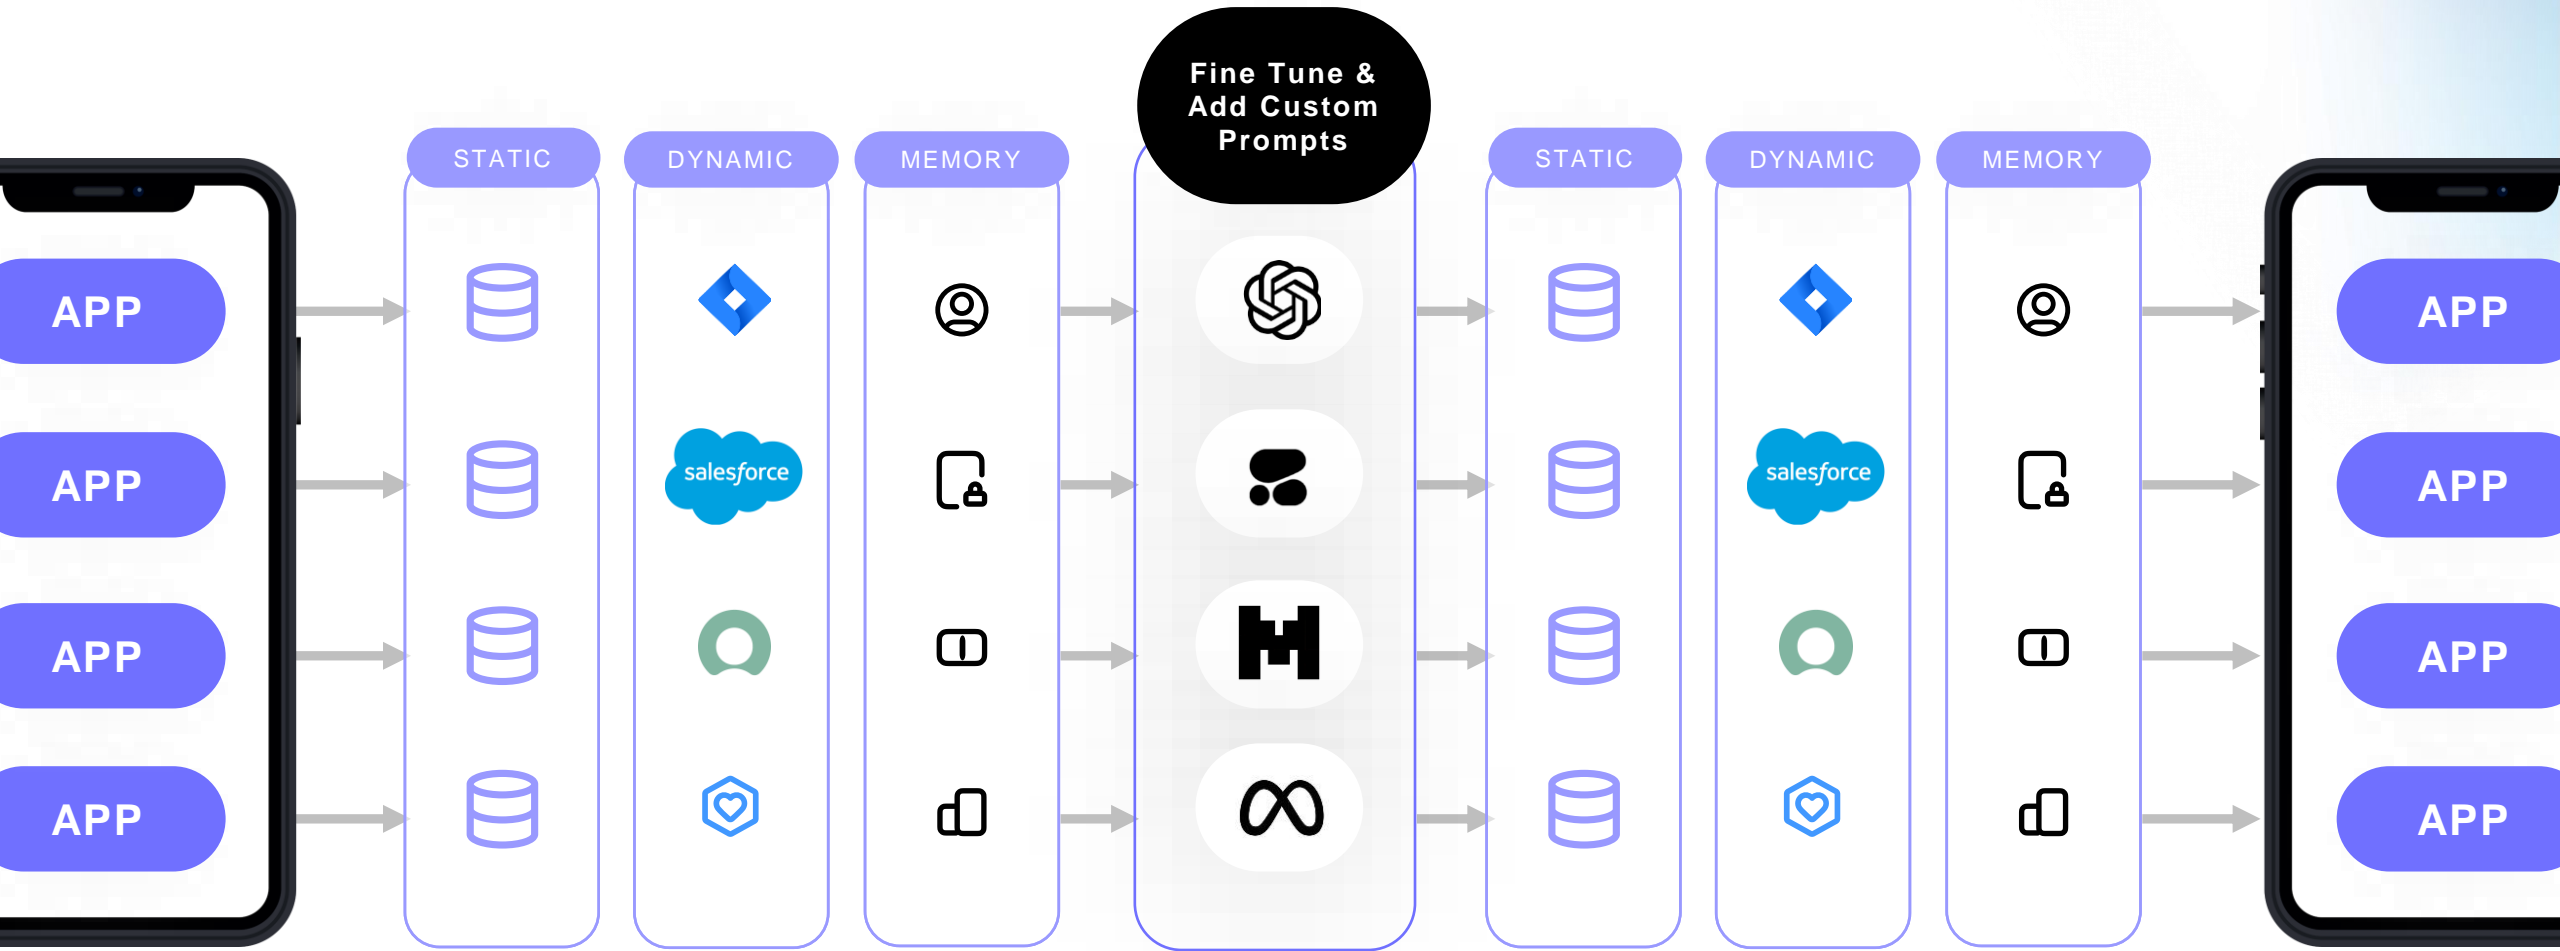 Fine Tune &
Add Custom
Prompts
STATIC
DYNAMIC
MEMORY
STATIC
DYNAMIC
MEMORY
APP
APP
APP
APP
salesforce
salesforce
APP
APP
APP
APP